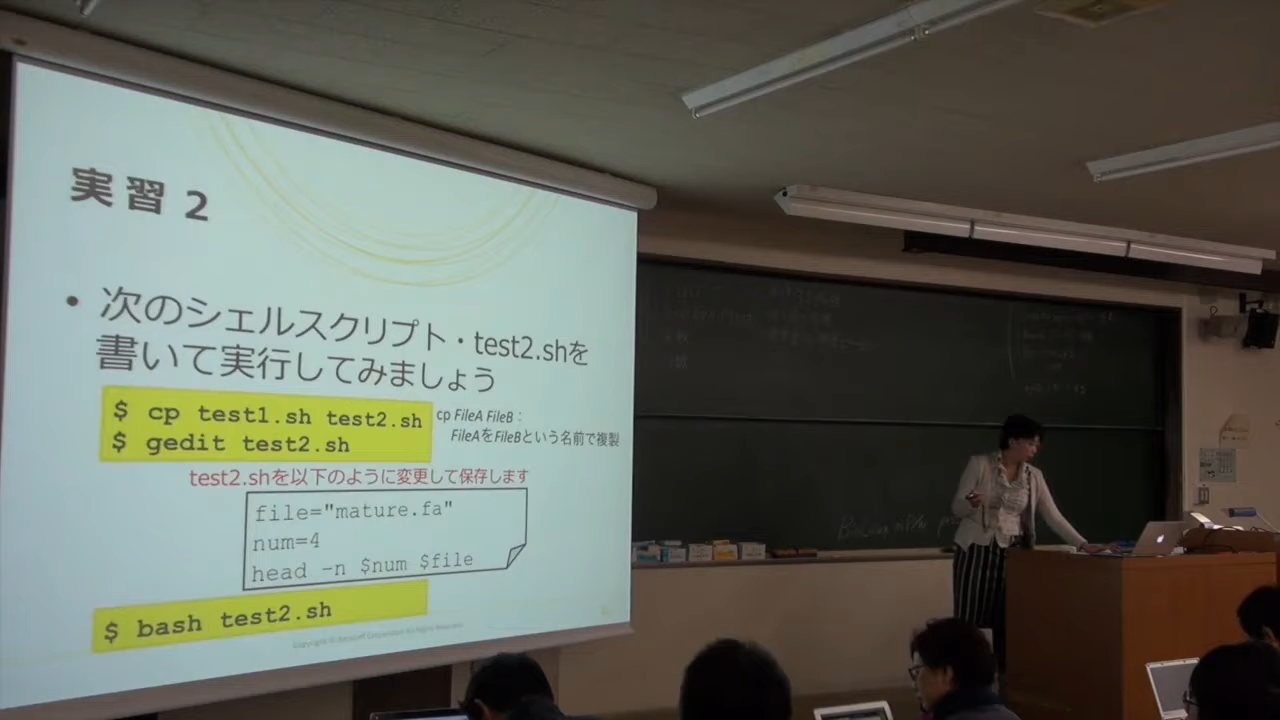 実習 2
• 次のシェルスクリプト・test2.shを
書いて実行してみましょう
$ cp test1.sh test2.sh
$ gedit test2.sh
cp FileA FileB：
FileAをFileBという名前で複製
test2.shを以下のように変更して保存します
file="mature.fa"
num=4
head -n $num $file
$ bash test2.sh